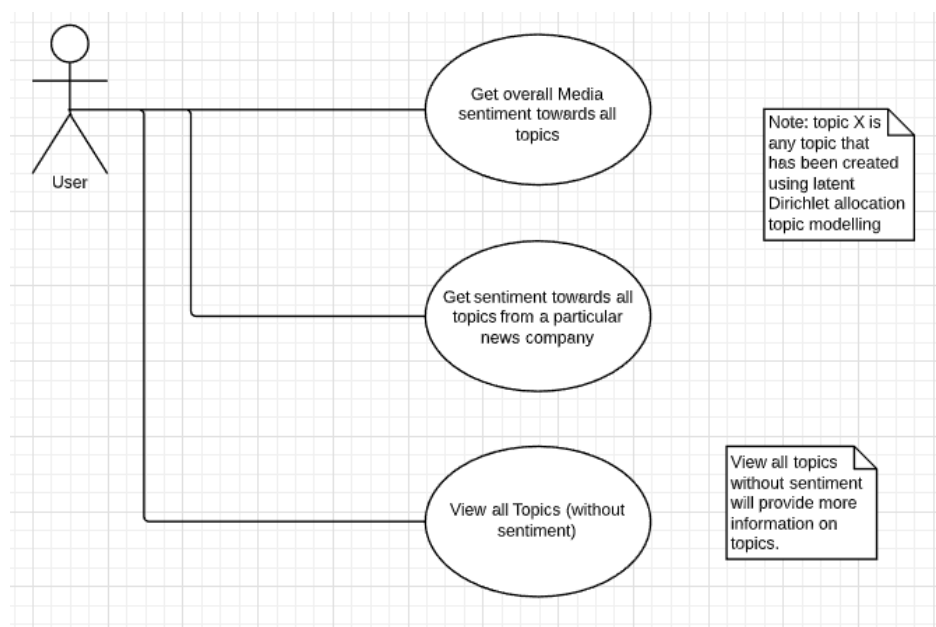 User
Get overall Media
sentiment towards all
topics
Note: topic X is
any topic that
has been created
using latent
Dirichlet allocation
topic modelling
Get sentiment towards all
topics from a particular
news company
View all Topics (without
sentiment)
View all topics
without sentiment
will provide more
information on
topics.